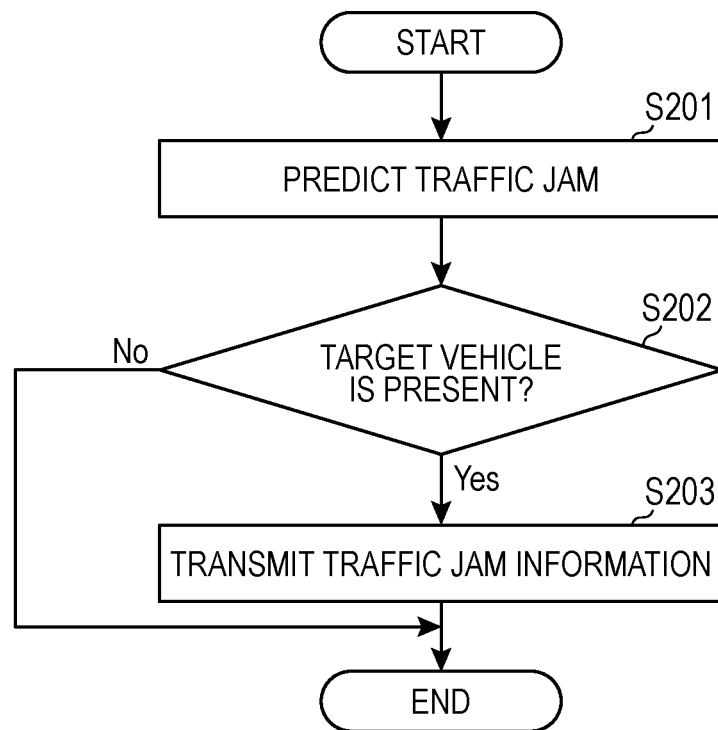 START
S201
PREDICT TRAFFIC JAM
S202
No
TARGET VEHICLE
IS PRESENT?
Yes
S203
TRANSMIT TRAFFIC JAM INFORMATION
END